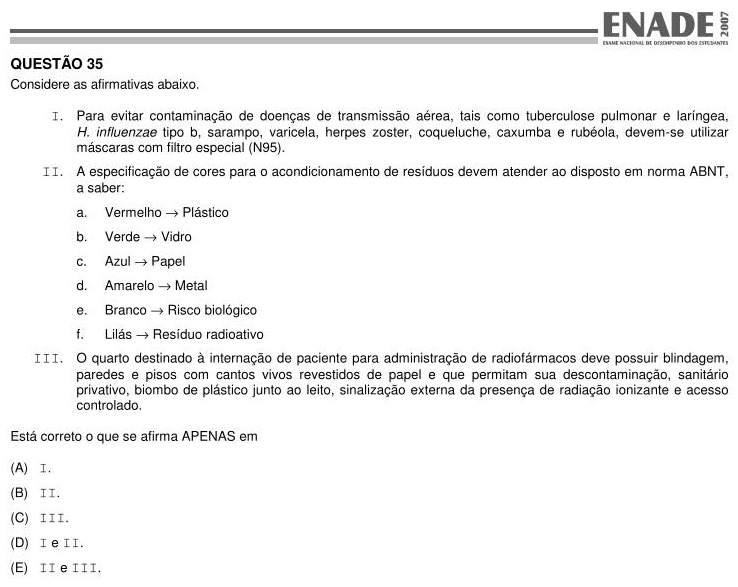 ENADE 2007
EXAME NACIONAL DE DESEMPENHO DOS ESTUDANTES
QUESTÃO 35
Considere as afirmativas abaixo.
I. Para evitar contaminação de doenças de transmissão aérea, tais como tuberculose pulmonar e laríngea,
H. influenzae tipo b, sarampo, varicela, herpes zoster, coqueluche, caxumba e rubéola, devem-se utilizar
máscaras com filtro especial (N95).
II. A especificação de cores para o acondicionamento de resíduos devem atender ao disposto em norma ABNT,
a saber:
a. Vermelho → Plástico
b. Verde → Vidro
c. Azul → Papel
d. Amarelo → Metal
e. Branco → Risco biológico
f. Lilás → Resíduo radioativo
III. O quarto destinado à internação de paciente para administração de radiofármacos deve possuir blindagem,
paredes e pisos com cantos vivos revestidos de papel e que permitam sua descontaminação, sanitário
privativo, biombo de plástico junto ao leito, sinalização externa da presença de radiação ionizante e acesso
controlado.
Está correto o que se afirma APENAS em
(A) I.
(B) II.
(C) III.
(D) I e II.
(E) II e III.